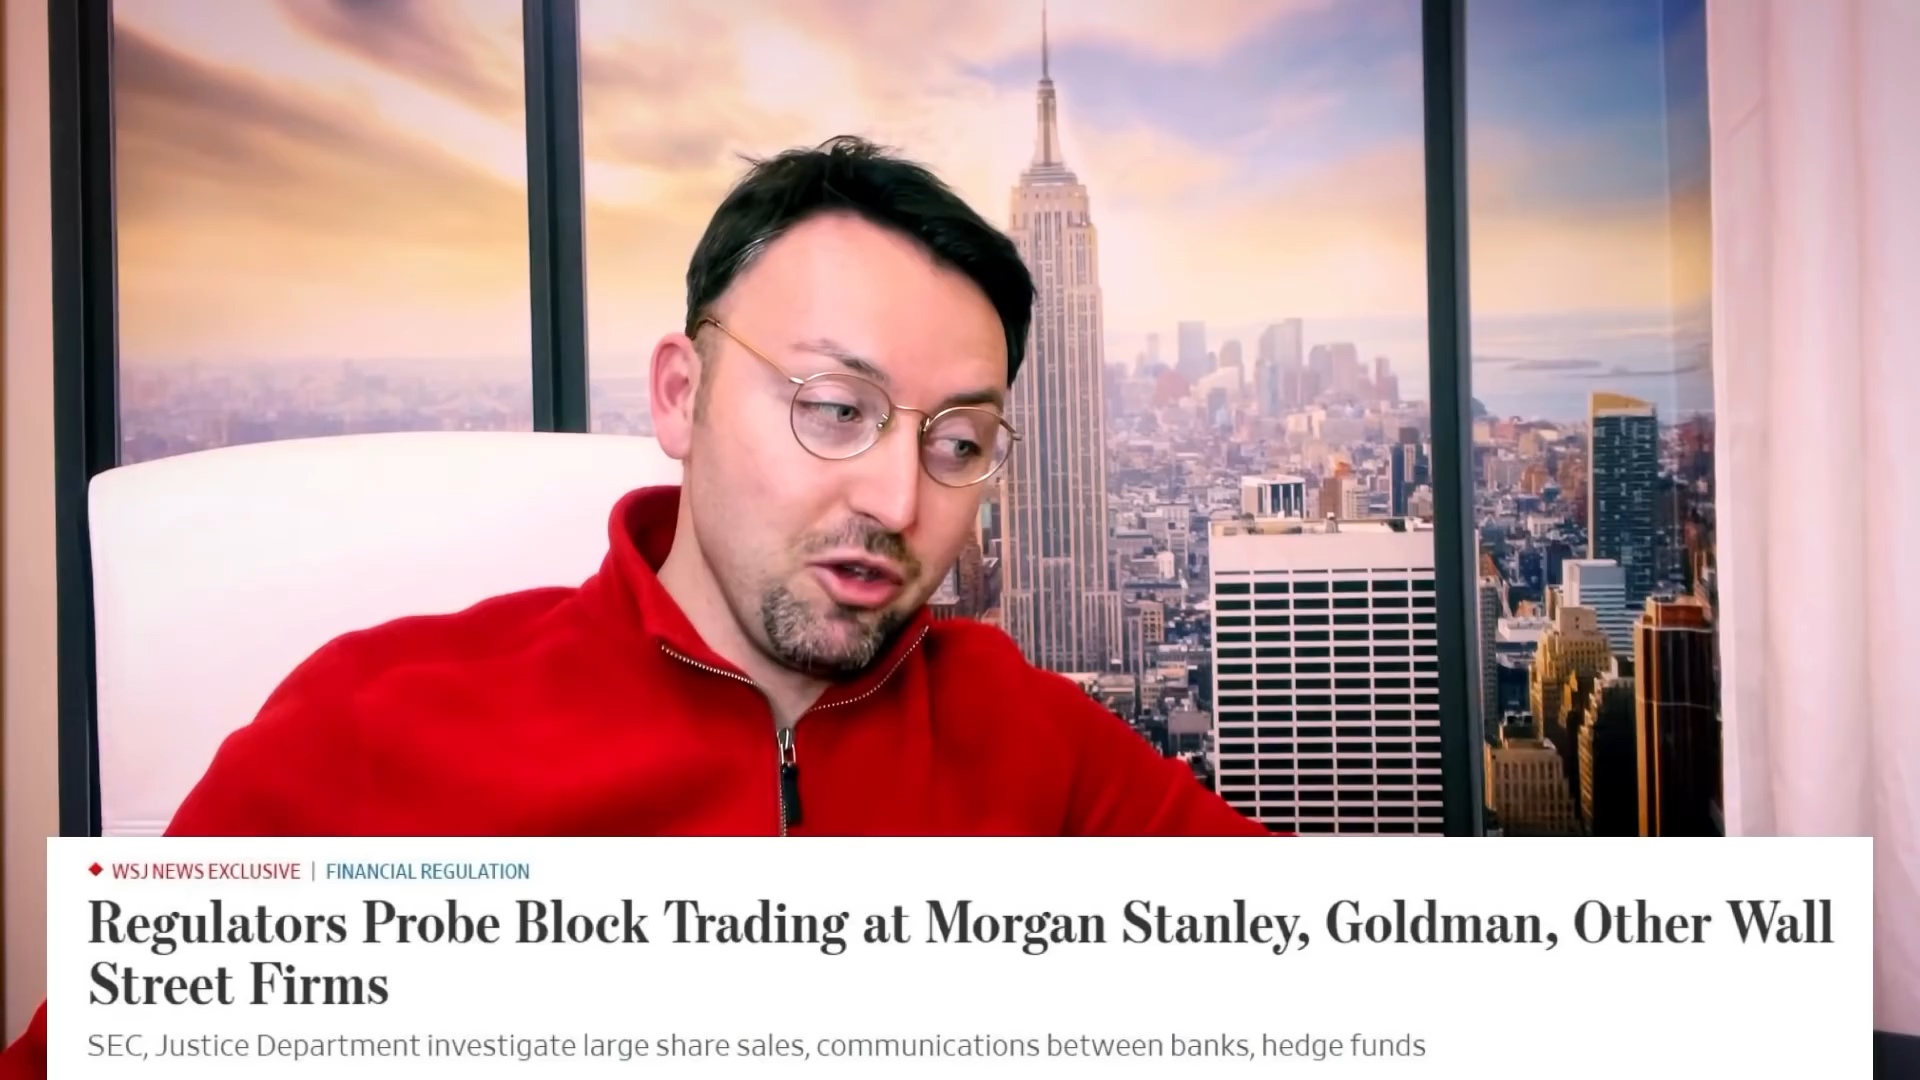 WSJ NEWS EXCLUSIVE | FINANCIAL REGULATION
Regulators Probe Block Trading at Morgan Stanley, Goldman, Other Wall
Street Firms
SEC, Justice Department investigate large share sales, communications between banks, hedge funds